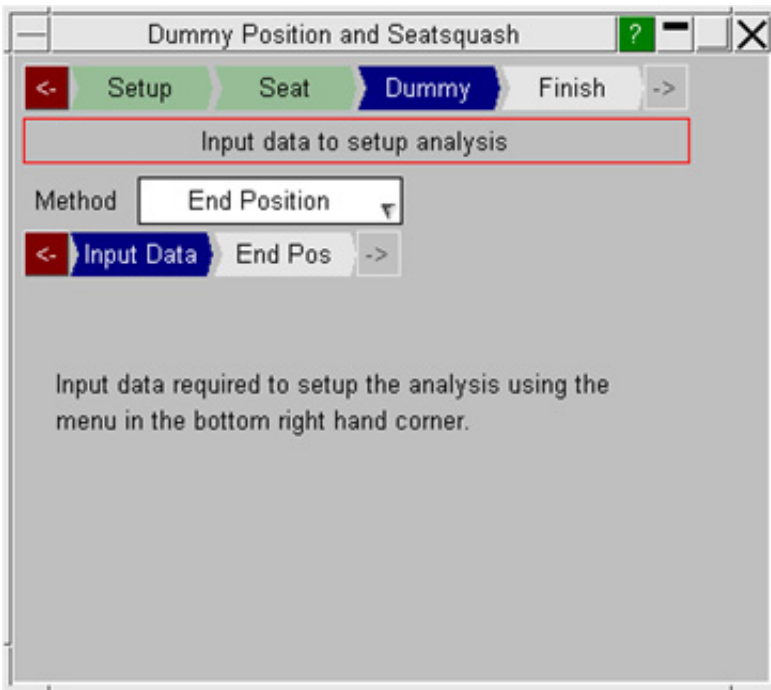 Dummy Position and Seatsquash ?
<- Setup Seat Dummy Finish ->
Input data to setup analysis
Method End Position
<- Input Data End Pos ->
Input data required to setup the analysis using the
menu in the bottom right hand corner.